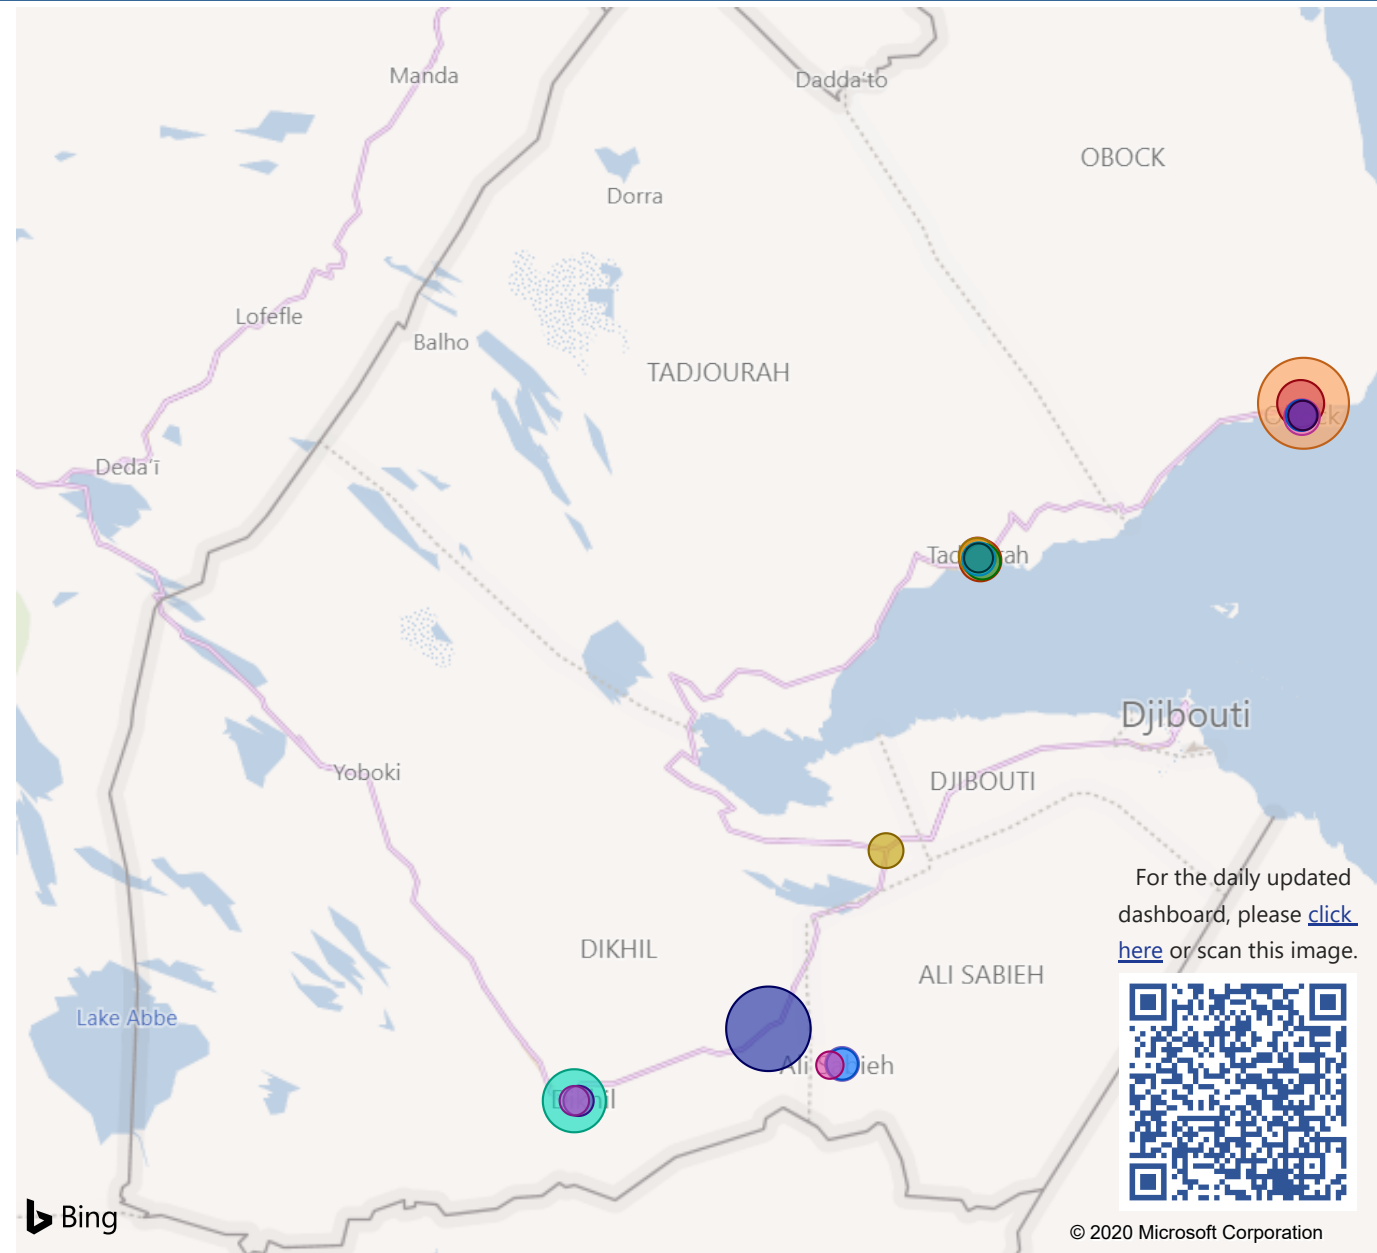 Manda
Dadda'to
OBOCK
Dorra
Lofefle
Balho
TADJOURAH
Deda'ī
Djibouti
Yoboki
DJIBOUTI
For the daily updated
dashboard, please click
here or scan this image.
DIKHIL
ALI SABIEH
Lake Abbe
Bing
© 2020 Microsoft Corporation